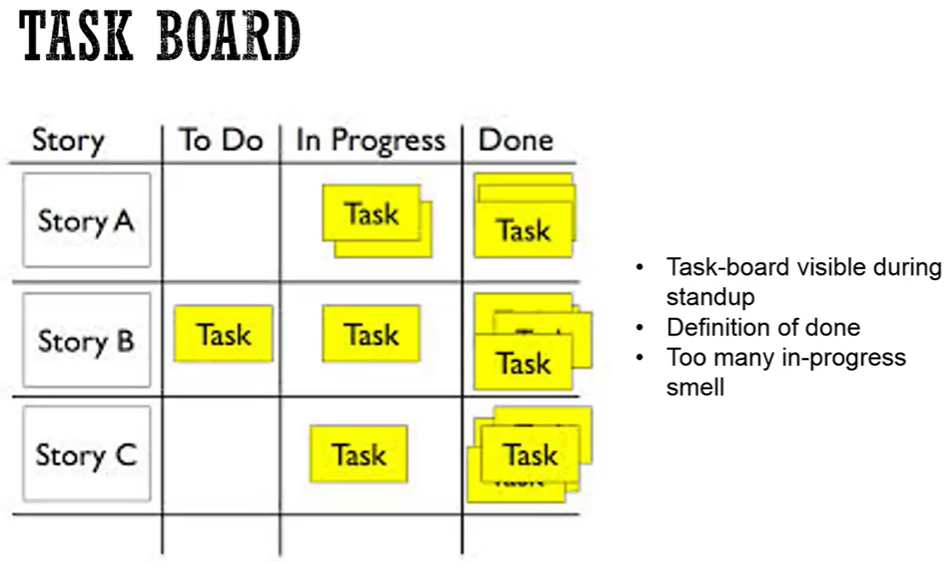 TASK BOARD
Story To Do In Progress Done
Story A Task Task
Story B Task Task Task
Story C Task Task
• Task-board visible during
standup
• Definition of done
• Too many in-progress
smell